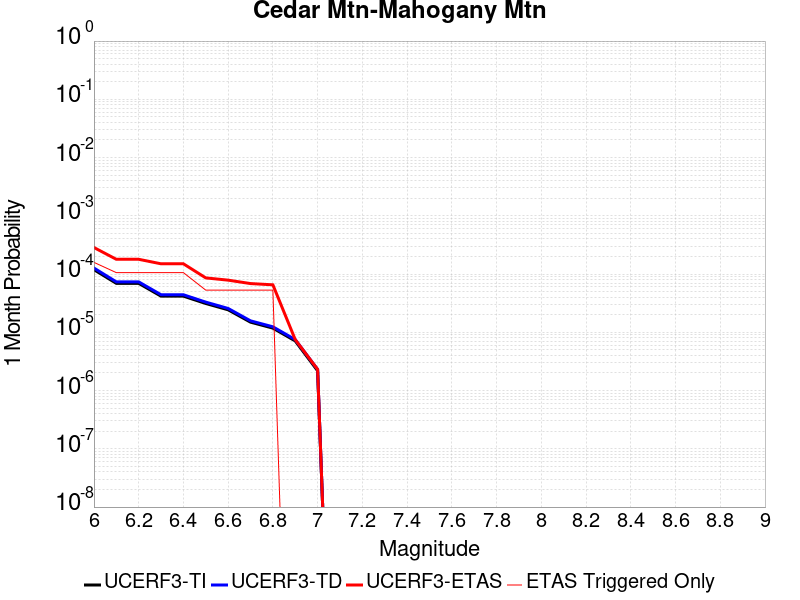 Cedar Mtn-Mahogany Mtn
10^0
10^-1
10^-2
10^-3
10^-4
10^-5
10^-6
10^-7
10^-8
1 Month Probability
6 6.2 6.4 6.6 6.8 7 7.2 7.4 7.6 7.8 8 8.2 8.4 8.6 8.8 9
Magnitude
UCERF3-TI UCERF3-TD UCERF3-ETAS ETAS Triggered Only